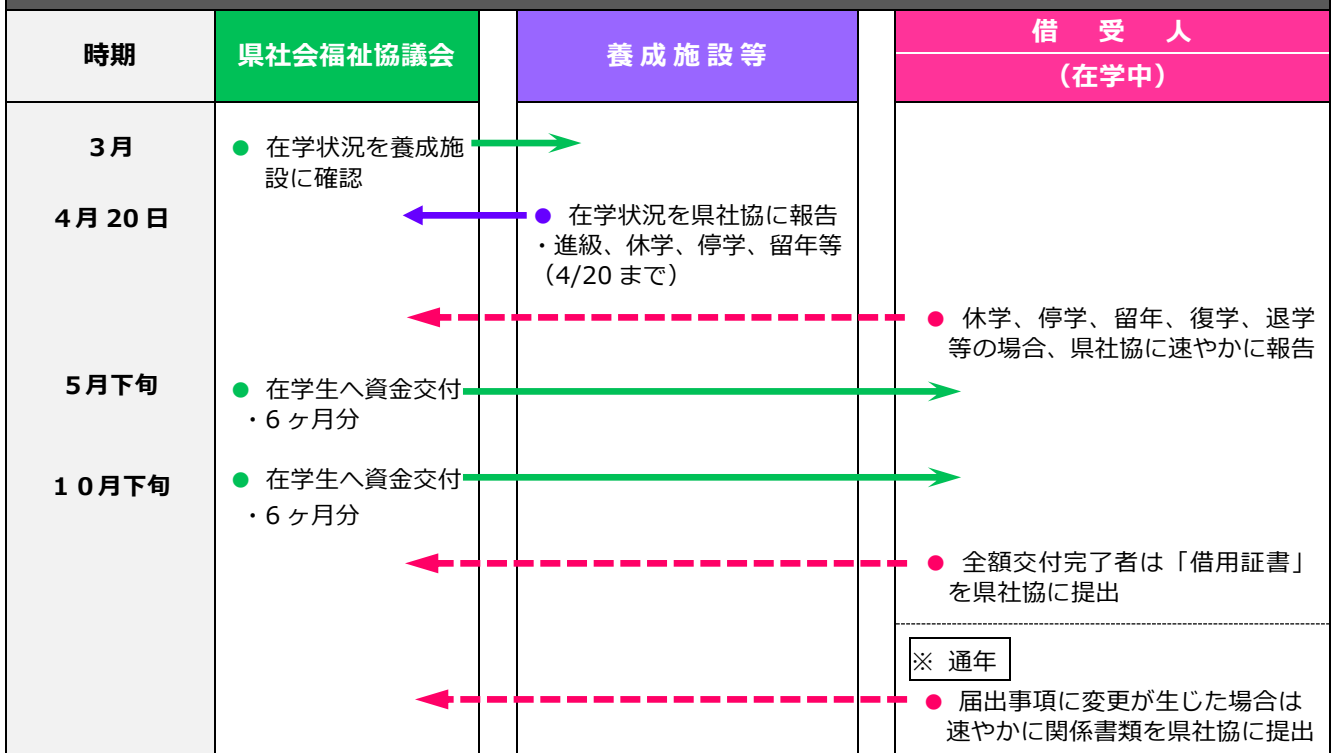 時期
県社会福祉協議会
養成施設等
借 受 人
（在学中）
３月
● 在学状況を養成施
設に確認
４月 20 日
● 在学状況を県社協に報告
・進級、休学、停学、留年等
（4/20 まで）
● 休学、停学、留年、復学、退学
等の場合、県社協に速やかに報告
５月下旬
● 在学生へ資金交付
・6 ヶ月分
１０月下旬
● 在学生へ資金交付
・6 ヶ月分
● 全額交付完了者は「借用証書」
を県社協に提出
※ 通年
● 届出事項に変更が生じた場合は
速やかに関係書類を県社協に提出